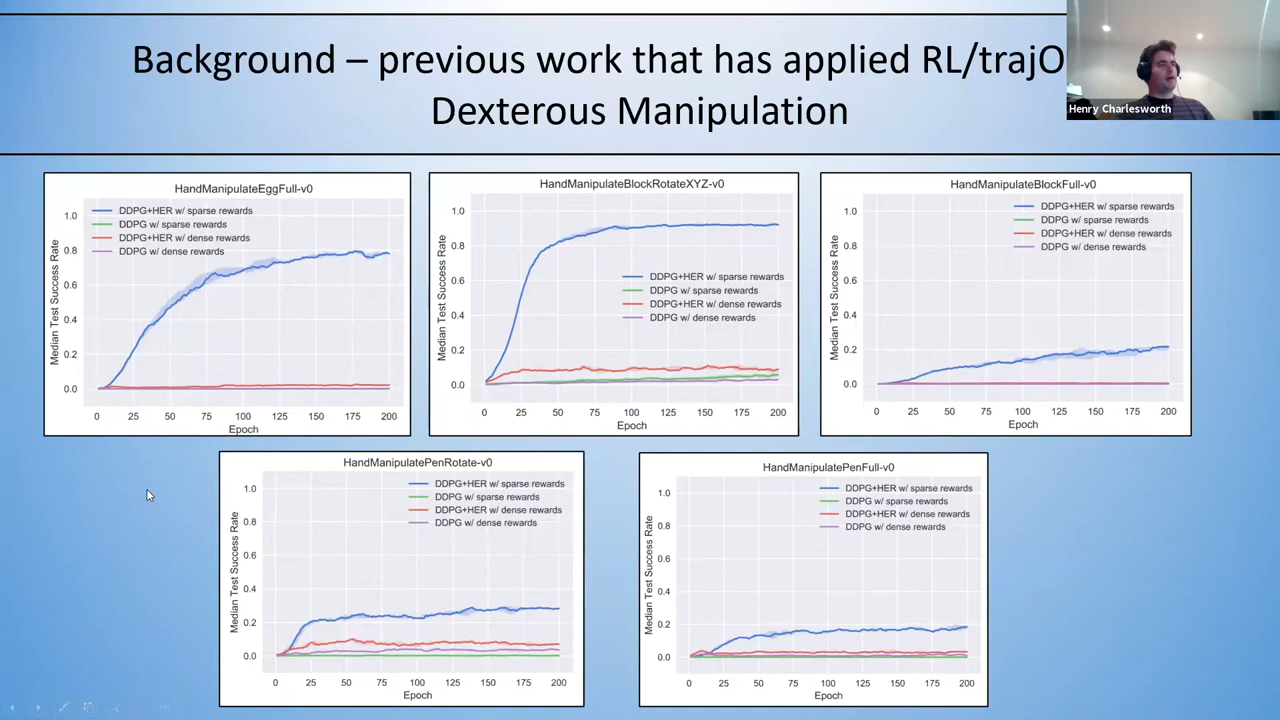 Background – previous work that has applied RL/trajO
Dexterous Manipulation
Henry Charlesworth
HandManipulateEggFull-v0
DDPG+HER w/ sparse rewards
DDPG w/ sparse rewards
DDPG+HER w/ dense rewards
DDPG w/ dense rewards
Median Test Success Rate
1.0
0.8
0.6
0.4
0.2
0.0
0 25 50 75 100 125 150 175 200
Epoch
HandManipulateBlockRotateXYZ-v0
DDPG+HER w/ sparse rewards
DDPG w/ sparse rewards
DDPG+HER w/ dense rewards
DDPG w/ dense rewards
Median Test Success Rate
1.0
0.8
0.6
0.4
0.2
0.0
0 25 50 75 100 125 150 175 200
Epoch
HandManipulateBlockFull-v0
DDPG+HER w/ sparse rewards
DDPG w/ sparse rewards
DDPG+HER w/ dense rewards
DDPG w/ dense rewards
Median Test Success Rate
1.0
0.8
0.6
0.4
0.2
0.0
0 25 50 75 100 125 150 175 200
Epoch
HandManipulatePenRotate-v0
DDPG+HER w/ sparse rewards
DDPG w/ sparse rewards
DDPG+HER w/ dense rewards
DDPG w/ dense rewards
Median Test Success Rate
1.0
0.8
0.6
0.4
0.2
0.0
0 25 50 75 100 125 150 175 200
Epoch
HandManipulatePenFull-v0
DDPG+HER w/ sparse rewards
DDPG w/ sparse rewards
DDPG+HER w/ dense rewards
DDPG w/ dense rewards
Median Test Success Rate
1.0
0.8
0.6
0.4
0.2
0.0
0 25 50 75 100 125 150 175 200
Epoch